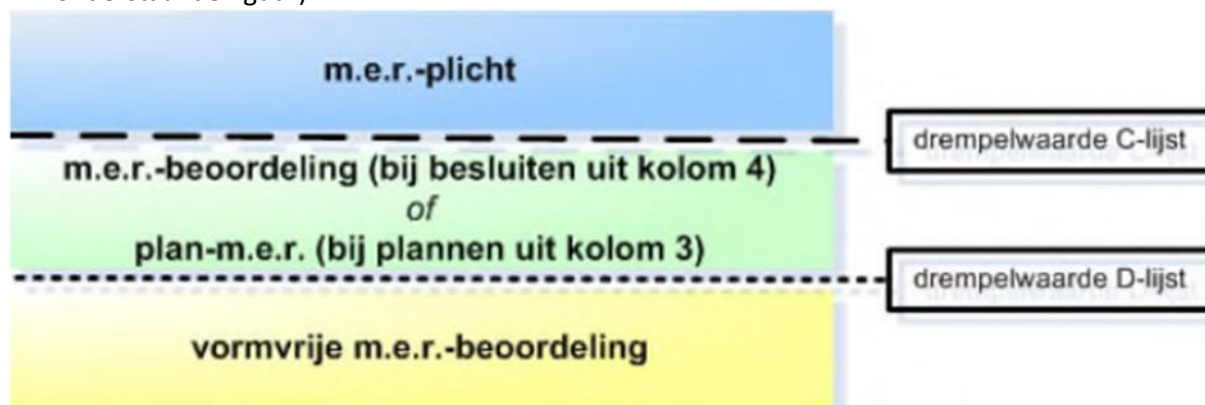 m.e.r.-plicht
drempelwaarde C-lijst
m.e.r.-beoordeling (bij besluiten uit kolom 4)
of
plan-m.e.r. (bij plannen uit kolom 3)
drempelwaarde D-lijst
vormvrije m.e.r.-beoordeling